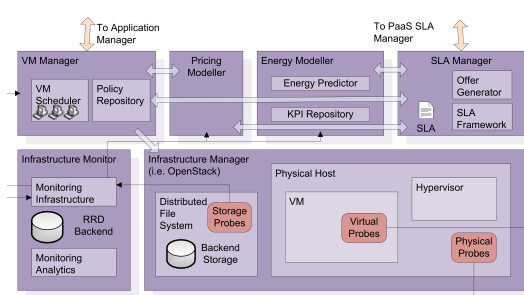 To Application
Manager
To PaaS SLA
Manager
VM Manager
VM
Scheduler
Policy
Repository
Pricing
Modeller
Energy Modeller
Energy Predictor
KPI Repository
SLA Manager
SLA
Offer
Generator
SLA
Framework
Infrastructure Monitor
Monitoring
Infrastructure
RRD
Backend
Monitoring
Analytics
Infrastructure Manager
(i.e. OpenStack)
Distributed
File
System
Storage
Probes
Backend
Storage
Physical Host
VM
Virtual
Probes
Hypervisor
Physical
Probes